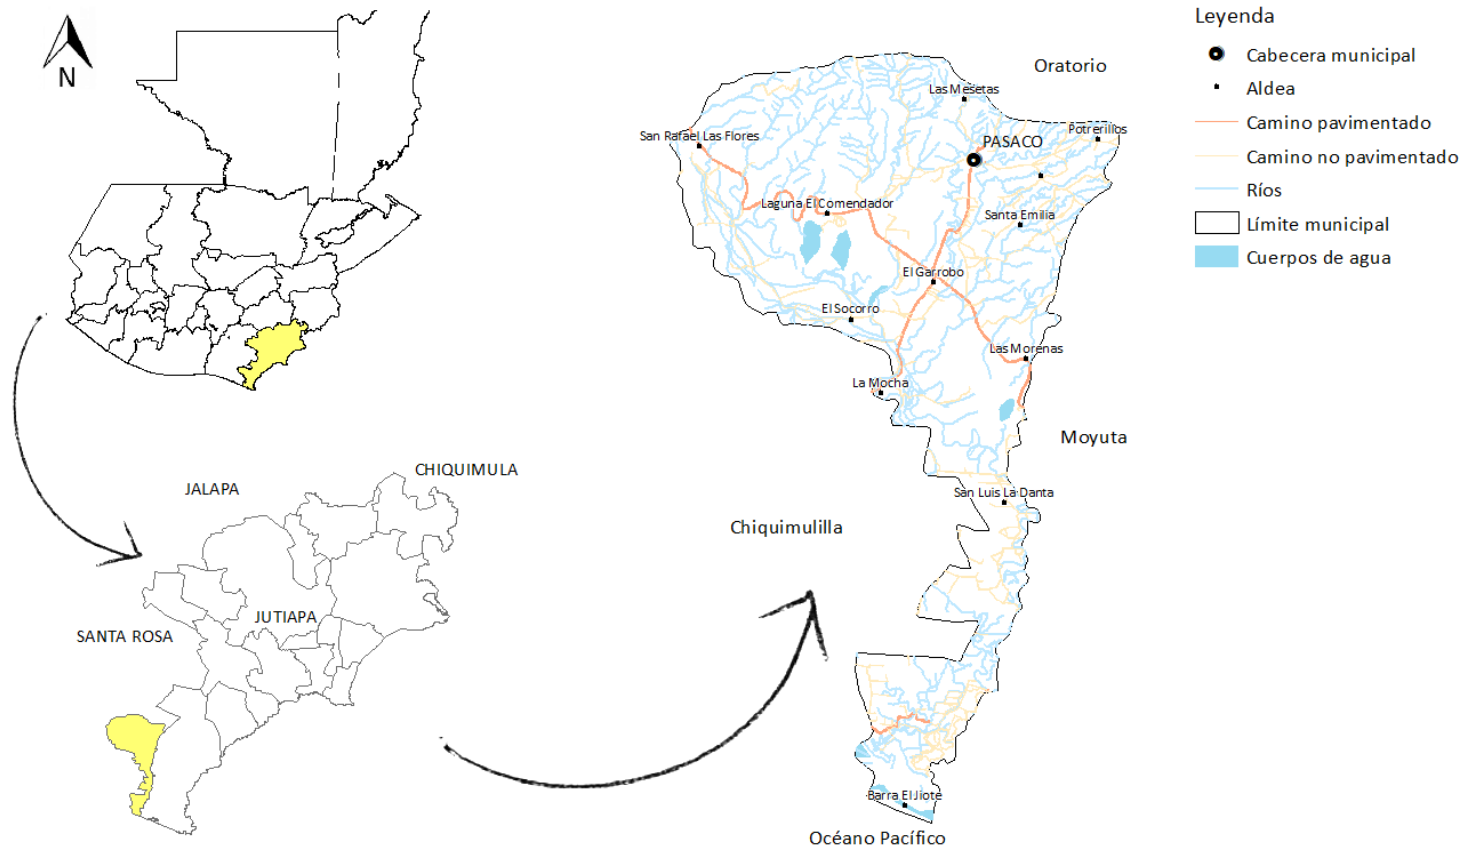 N
CHIQUIMULA
JALAPA
JUTIAPA
SANTA ROSA
Oratorio
Las Mesetas
Potrerillos
San Rafael Las Flores
PASACO
Laguna El Comendador
Santa Emilia
El Garrobo
El Socorro
Las Morenas
La Mocha
Moyuta
San Luis La Danta
Chiquimulilla
Barra El Jiote
Océano Pacífico
Leyenda
Cabecera municipal
Aldea
Camino pavimentado
Camino no pavimentado
Ríos
Límite municipal
Cuerpos de agua